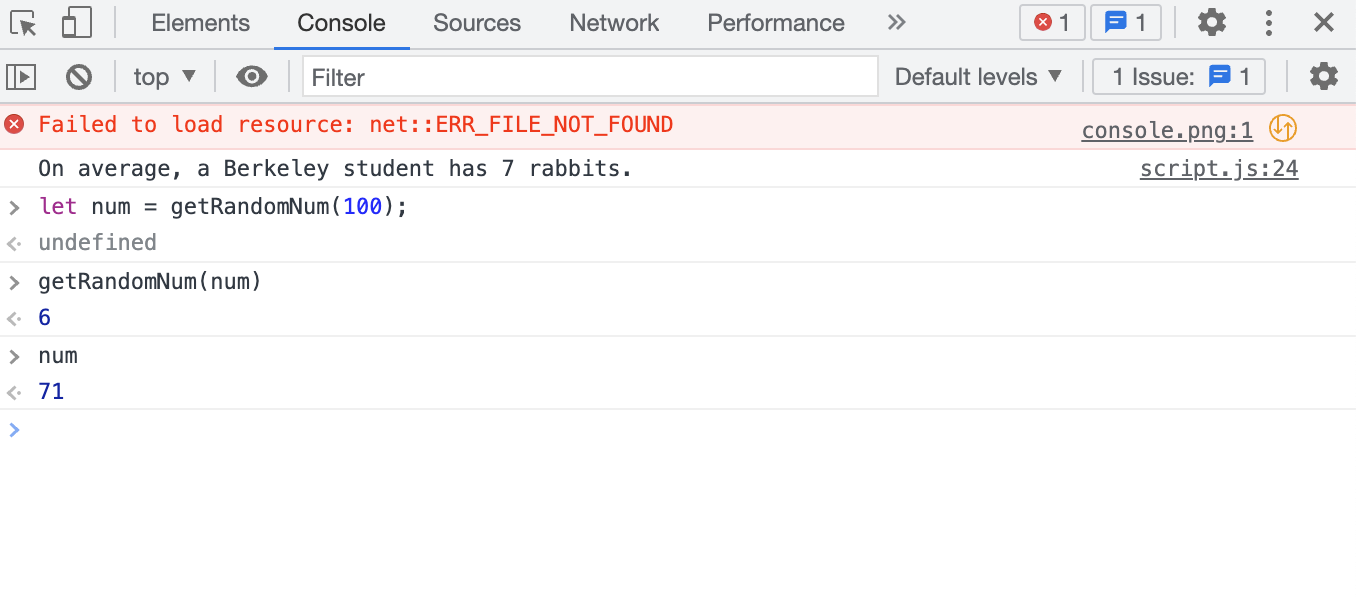 Elements Console Sources Network Performance 1 1
top Filter Default levels 1 Issue: 1
Failed to load resource: net::ERR_FILE_NOT_FOUND console.png:1
On average, a Berkeley student has 7 rabbits. script.js:24
let num = getRandomNum(100);
undefined
getRandomNum(num)
6
num
71